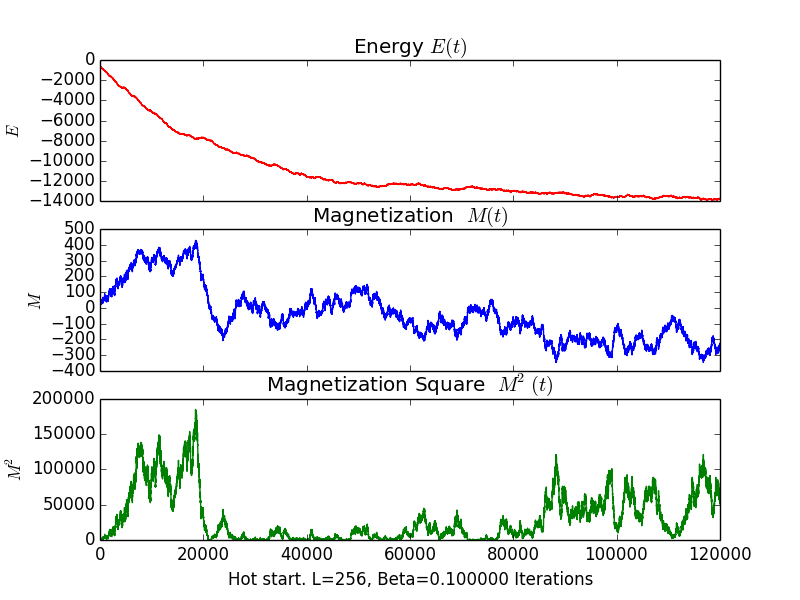 Energy E(t)
0
−2000
−4000
−6000
−8000
−10000
−12000
−14000
E
Magnetization M(t)
500
400
300
200
100
0
−100
−200
−300
−400
M
Magnetization Square M² (t)
200000
150000
100000
50000
0
M²
0 20000 40000 60000 80000 100000 120000
Hot start. L=256, Beta=0.100000 Iterations